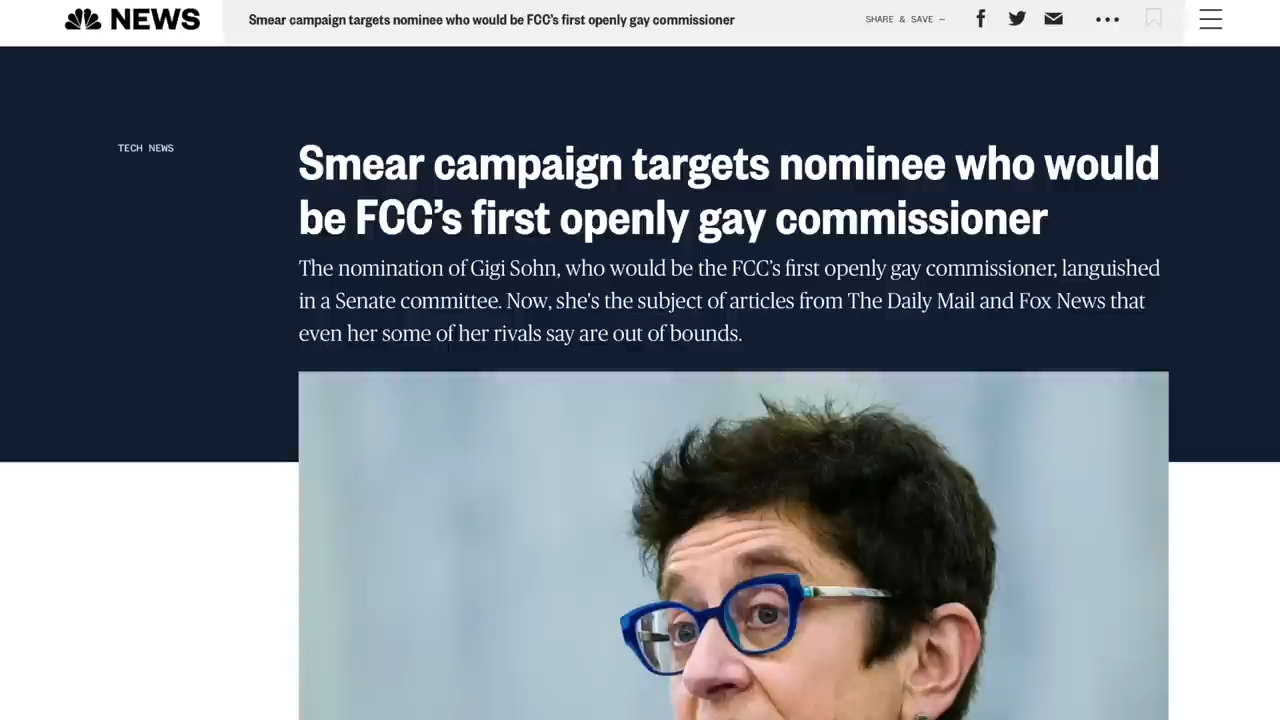 NEWS
Smear campaign targets nominee who would be FCC's first openly gay commissioner
SHARE & SAVE —
TECH NEWS
Smear campaign targets nominee who would
be FCC's first openly gay commissioner
The nomination of Gigi Sohn, who would be the FCC's first openly gay commissioner, languished
in a Senate committee. Now, she's the subject of articles from The Daily Mail and Fox News that
even her some of her rivals say are out of bounds.